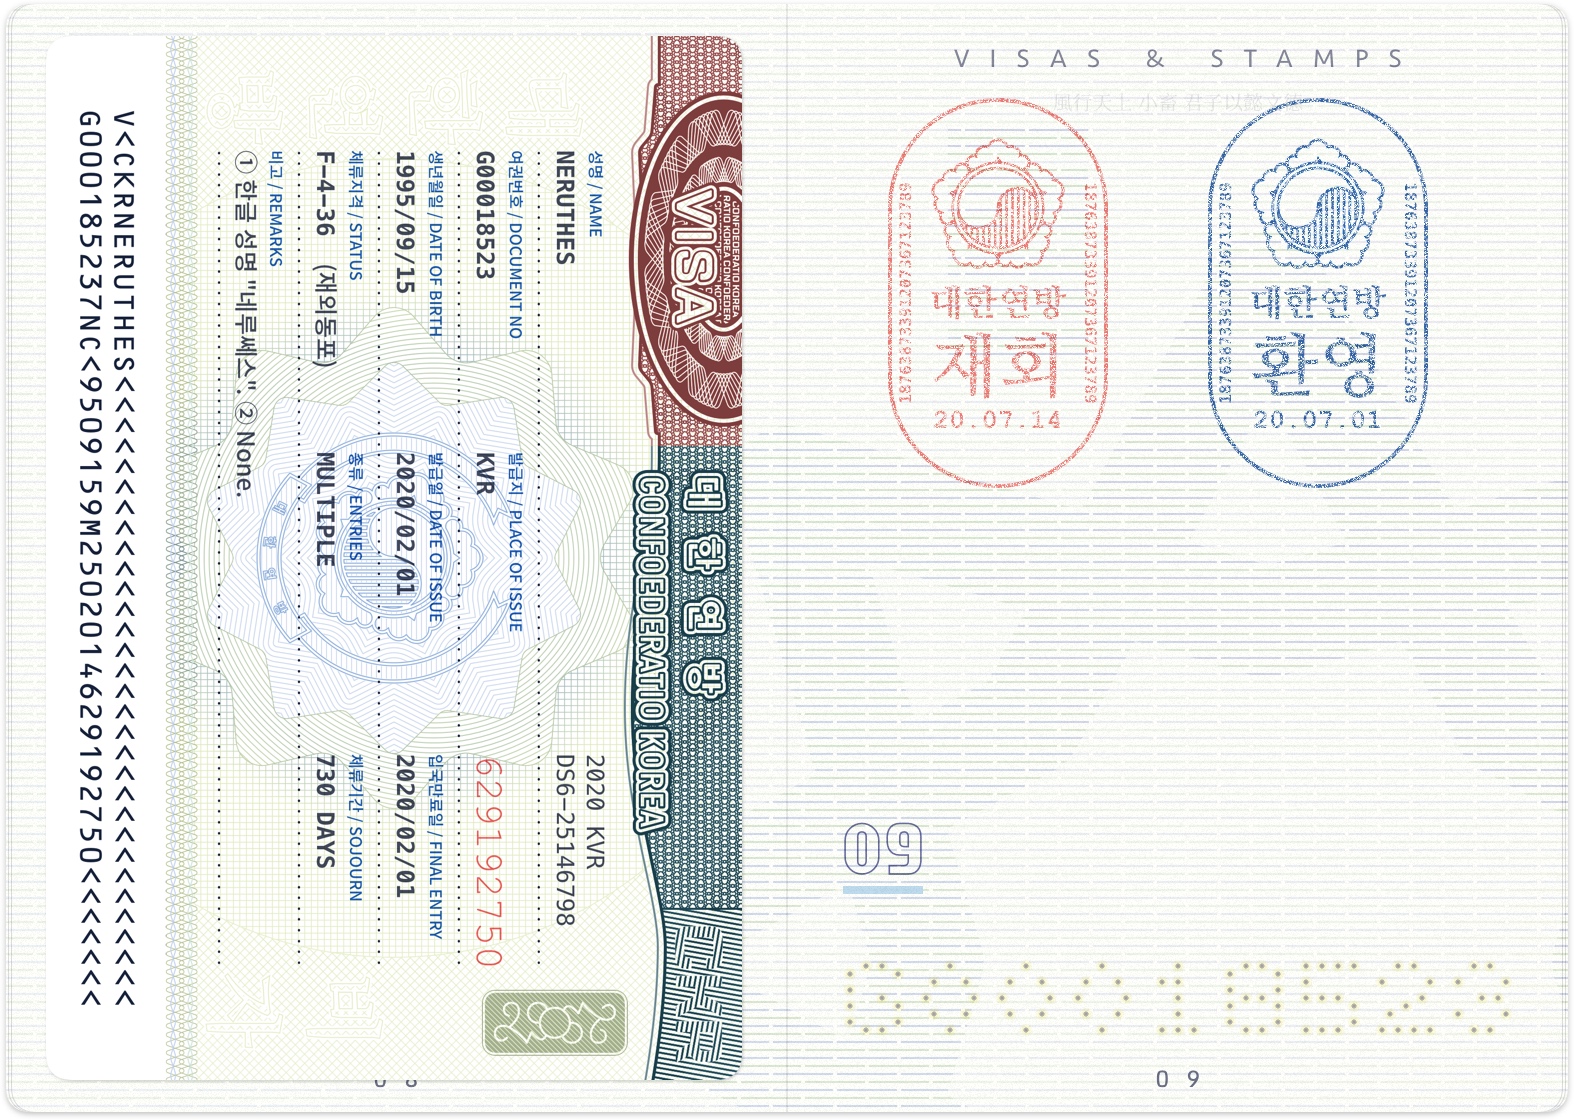 대한연방
CONFOEDERATIO KOREA
VISA
성명 / NAME
NERUTHES
2020 KVR
DS6-25146798
여권번호 / DOCUMENT NO
G00018523
발급지 / PLACE OF ISSUE
KVR
629192750
생년월일 / DATE OF BIRTH
1995/09/15
발급일 / DATE OF ISSUE
2020/02/01
입국만료일 / FINAL ENTRY
2020/02/01
체류자격 / STATUS
F-4-36 (재외동포)
종류 / ENTRIES
MULTIPLE
체류기간 / SOJOURN
730 DAYS
비고 / REMARKS
① 한글 성명 "네루쎄스". ② None.
V<CKRNERUTHES<<<<<<<<<<<<<<<<<<<<<<<<<<<<<<<
G000185237NC<9509159M2502014629192750<<<<<<<
VISAS & STAMPS
風行天上 小畜 君子以懿文
대한연방
재회
20.07.14
대한연방
환영
20.07.01
09
G00018523
09